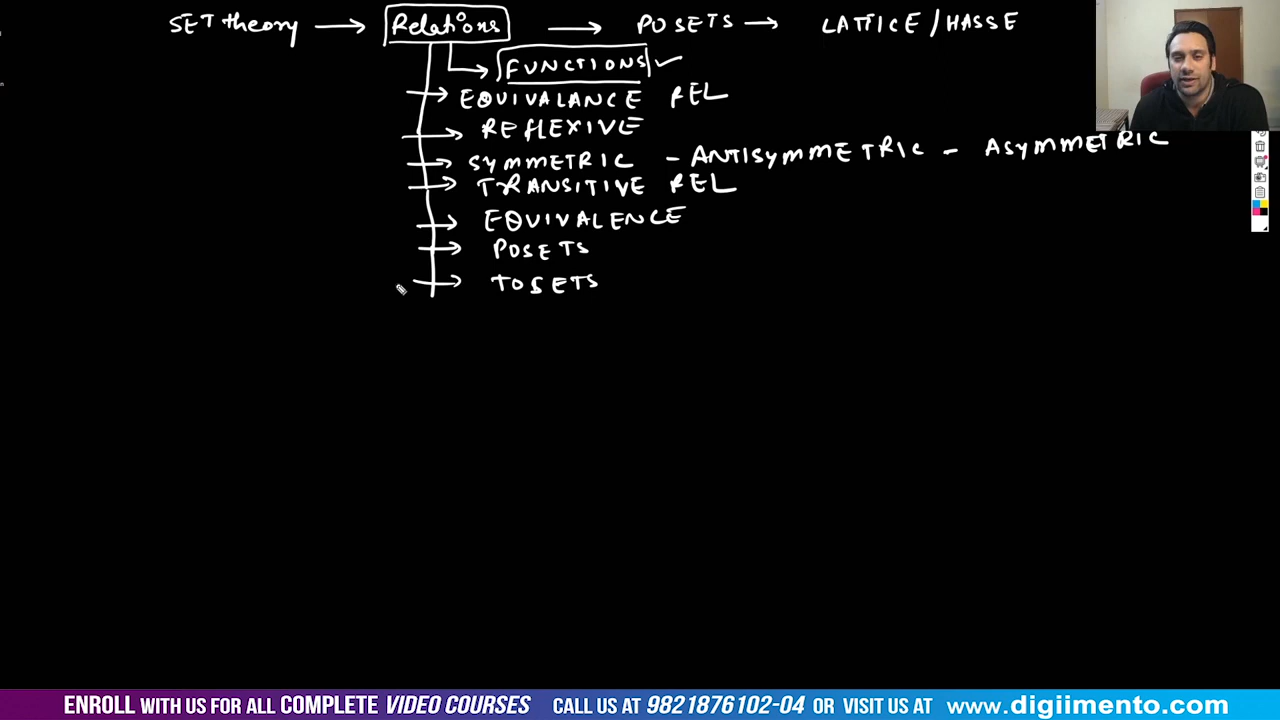 SET theory → Relations → POSETS → LATTICE / HASSE
FUNCTIONS ✓
EQUIVALANCE REL
REFLEXIVE
SYMMETRIC - ANTISYMMETRIC - ASYMMETRIC
TRANSITIVE REL
EQUIVALENCE
POSETS
TOSETS
ENROLL WITH US FOR ALL COMPLETE VIDEO COURSES CALL US AT 9821876102-04 OR VISIT US AT www.digiimento.com